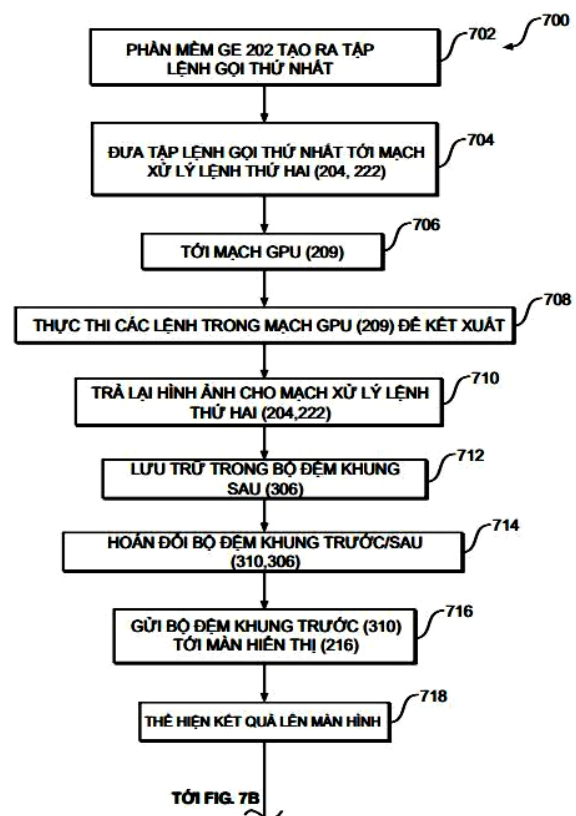 700
702
PHẦN MỀM GE 202 TẠO RA TẬP
LỆNH GỌI THỨ NHẤT
704
ĐƯA TẬP LỆNH GỌI THỨ NHẤT TỚI MẠCH
XỬ LÝ LỆNH THỨ HAI (204, 222)
706
TỚI MẠCH GPU (209)
708
THỰC THI CÁC LỆNH TRONG MẠCH GPU (209) ĐỂ KẾT XUẤT
710
TRẢ LẠI HÌNH ẢNH CHO MẠCH XỬ LÝ LỆNH
THỨ HAI (204,222)
712
LƯU TRỮ TRONG BỘ ĐỆM KHUNG
SAU (306)
714
HOÁN ĐỔI BỘ ĐỆM KHUNG TRƯỚC/SAU
(310,306)
716
GỬI BỘ ĐỆM KHUNG TRƯỚC (310)
TỚI MÀN HIỂN THỊ (216)
718
THỂ HIỆN KẾT QUẢ LÊN MÀN HÌNH
TỚI FIG. 7B